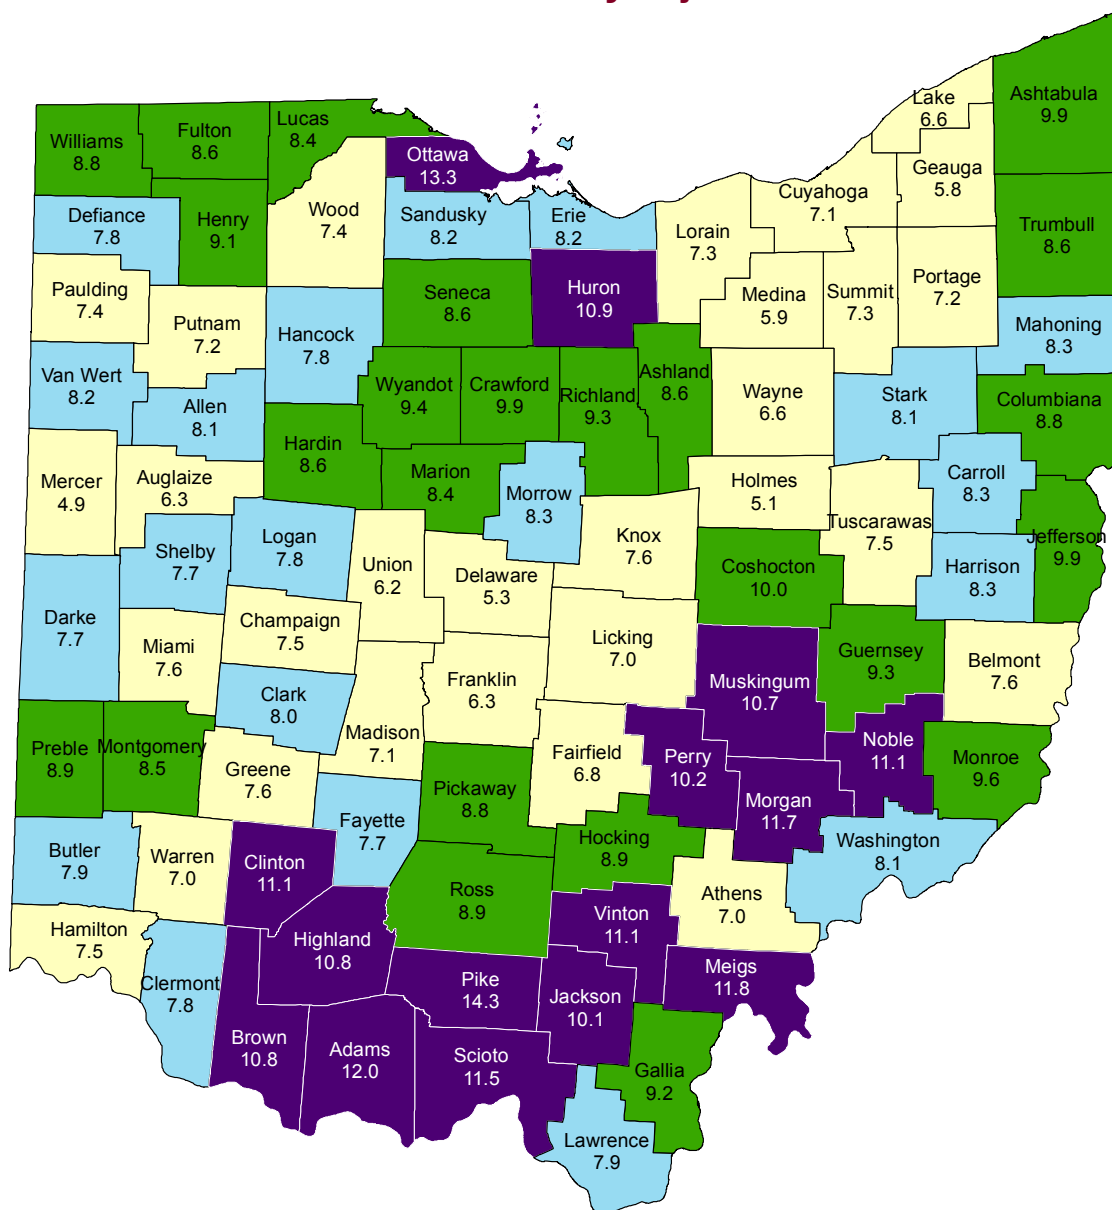 Lake
6.6
Ashtabula
9.9
Williams
8.8
Fulton
8.6
Lucas
8.4
Ottawa
13.3
Geauga
5.8
Cuyahoga
7.1
Defiance
7.8
Henry
9.1
Wood
7.4
Sandusky
8.2
Erie
8.2
Lorain
7.3
Trumbull
8.6
Paulding
7.4
Putnam
7.2
Hancock
7.8
Seneca
8.6
Huron
10.9
Medina
5.9
Summit
7.3
Portage
7.2
Mahoning
8.3
Van Wert
8.2
Allen
8.1
Wyandot
9.4
Crawford
9.9
Richland
9.3
Ashland
8.6
Wayne
6.6
Stark
8.1
Columbiana
8.8
Hardin
8.6
Mercer
4.9
Auglaize
6.3
Marion
8.4
Morrow
8.3
Holmes
5.1
Carroll
8.3
Tuscarawas
7.5
Jefferson
9.9
Shelby
7.7
Logan
7.8
Union
6.2
Delaware
5.3
Knox
7.6
Coshocton
10.0
Harrison
8.3
Darke
7.7
Miami
7.6
Champaign
7.5
Licking
7.0
Guernsey
9.3
Belmont
7.6
Clark
8.0
Franklin
6.3
Muskingum
10.7
Madison
7.1
Preble
8.9
Montgomery
8.5
Greene
7.6
Fairfield
6.8
Perry
10.2
Noble
11.1
Monroe
9.6
Pickaway
8.8
Morgan
11.7
Fayette
7.7
Hocking
8.9
Washington
8.1
Butler
7.9
Warren
7.0
Clinton
11.1
Ross
8.9
Athens
7.0
Vinton
11.1
Hamilton
7.5
Highland
10.8
Meigs
11.8
Clermont
7.8
Pike
14.3
Jackson
10.1
Brown
10.8
Adams
12.0
Scioto
11.5
Gallia
9.2
Lawrence
7.9